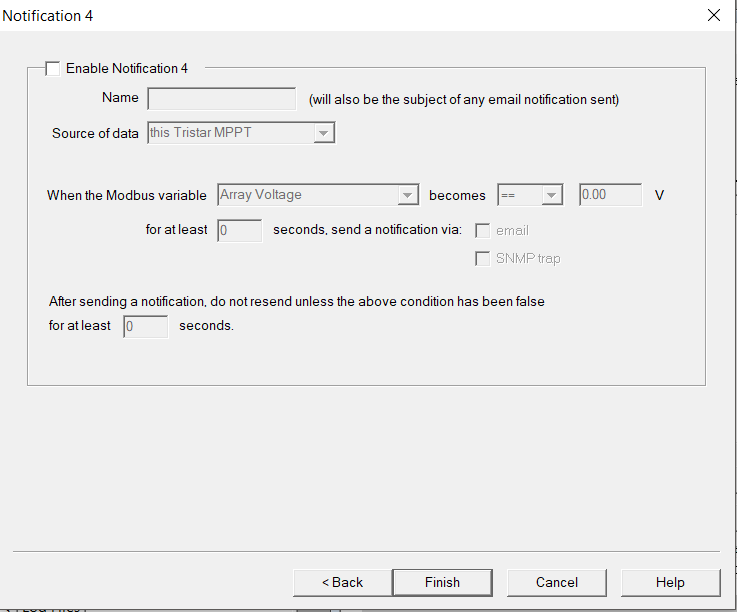 Notification 4
Enable Notification 4
Name (will also be the subject of any email notification sent)
Source of data this Tristar MPPT
When the Modbus variable Array Voltage becomes == 0.00 V
for at least 0 seconds, send a notification via: email
SNMP trap
After sending a notification, do not resend unless the above condition has been false
for at least 0 seconds.
< Back Finish Cancel Help